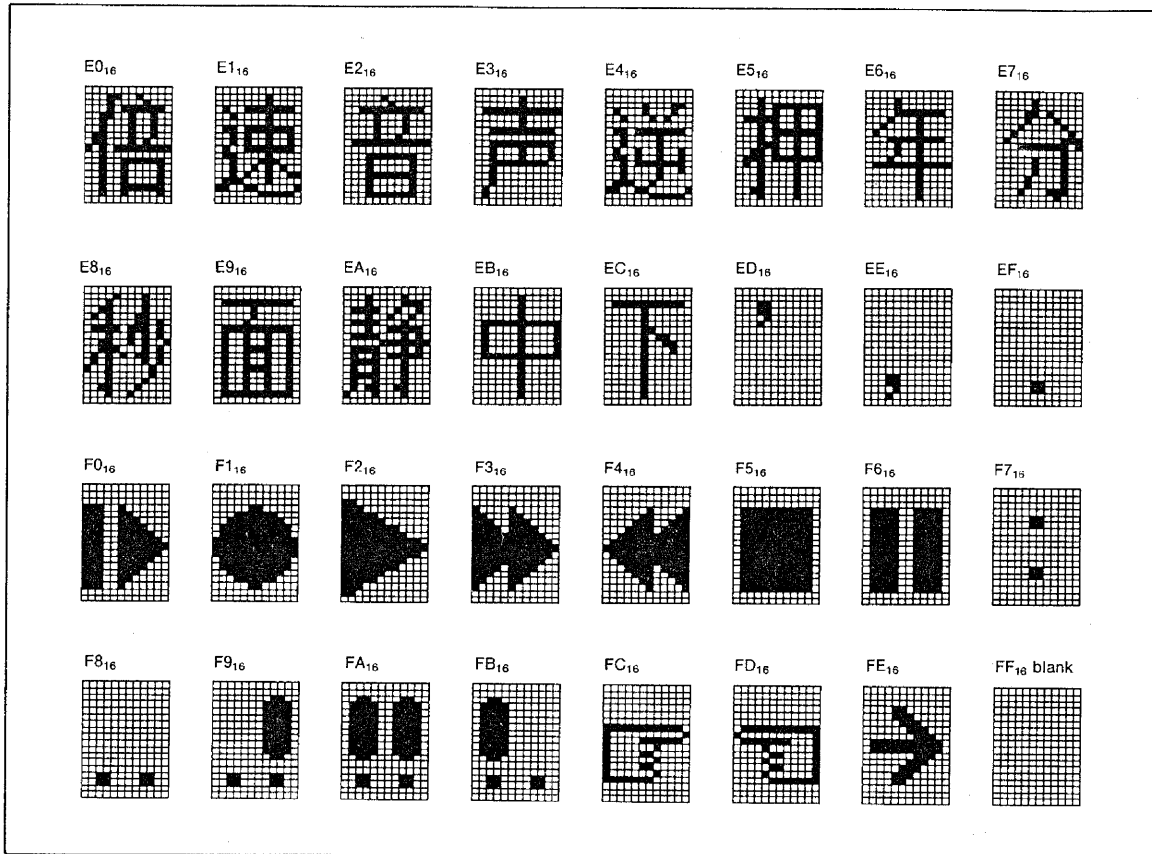 E0₁₆ E1₁₆ E2₁₆ E3₁₆ E4₁₆ E5₁₆ E6₁₆ E7₁₆
倍 速 音 声 逆 押 年 分
E8₁₆ E9₁₆ EA₁₆ EB₁₆ EC₁₆ ED₁₆ EE₁₆ EF₁₆
秒 面 静 中 下 ' , .
F0₁₆ F1₁₆ F2₁₆ F3₁₆ F4₁₆ F5₁₆ F6₁₆ F7₁₆
:
F8₁₆ F9₁₆ FA₁₆ FB₁₆ FC₁₆ FD₁₆ FE₁₆ FF₁₆ blank
→